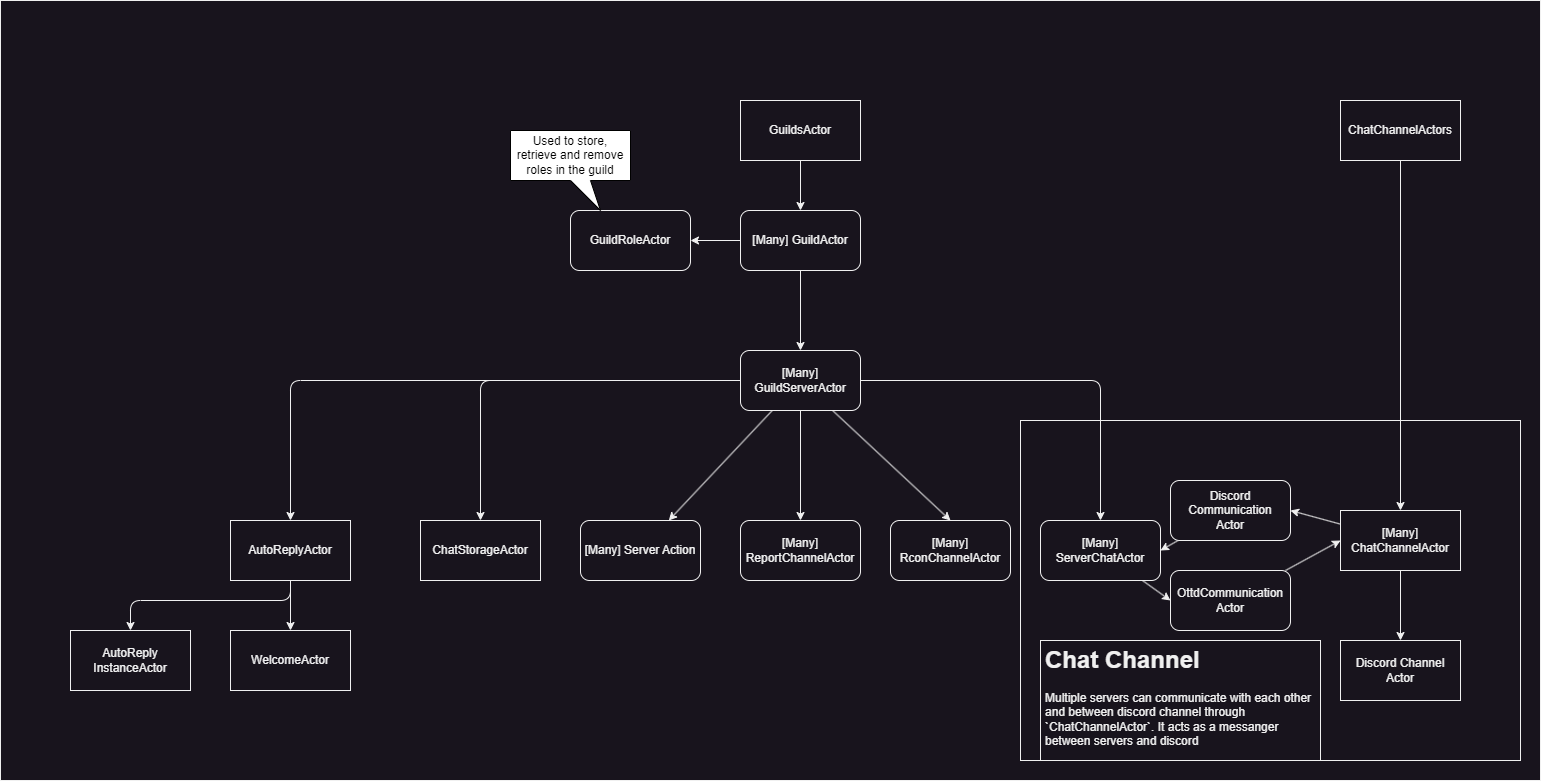 GuildsActor
ChatChannelActors
Used to store,
retrieve and remove
roles in the guild
GuildRoleActor
[Many] GuildActor
[Many]
GuildServerActor
AutoReplyActor
ChatStorageActor
[Many] Server Action
[Many]
ReportChannelActor
[Many]
RconChannelActor
[Many]
ServerChatActor
Discord
Communication
Actor
[Many]
ChatChannelActor
OttdCommunication
Actor
AutoReply
InstanceActor
WelcomeActor
Discord Channel
Actor
Chat Channel
Multiple servers can communicate with each other
and between discord channel through
`ChatChannelActor`. It acts as a messanger
between servers and discord